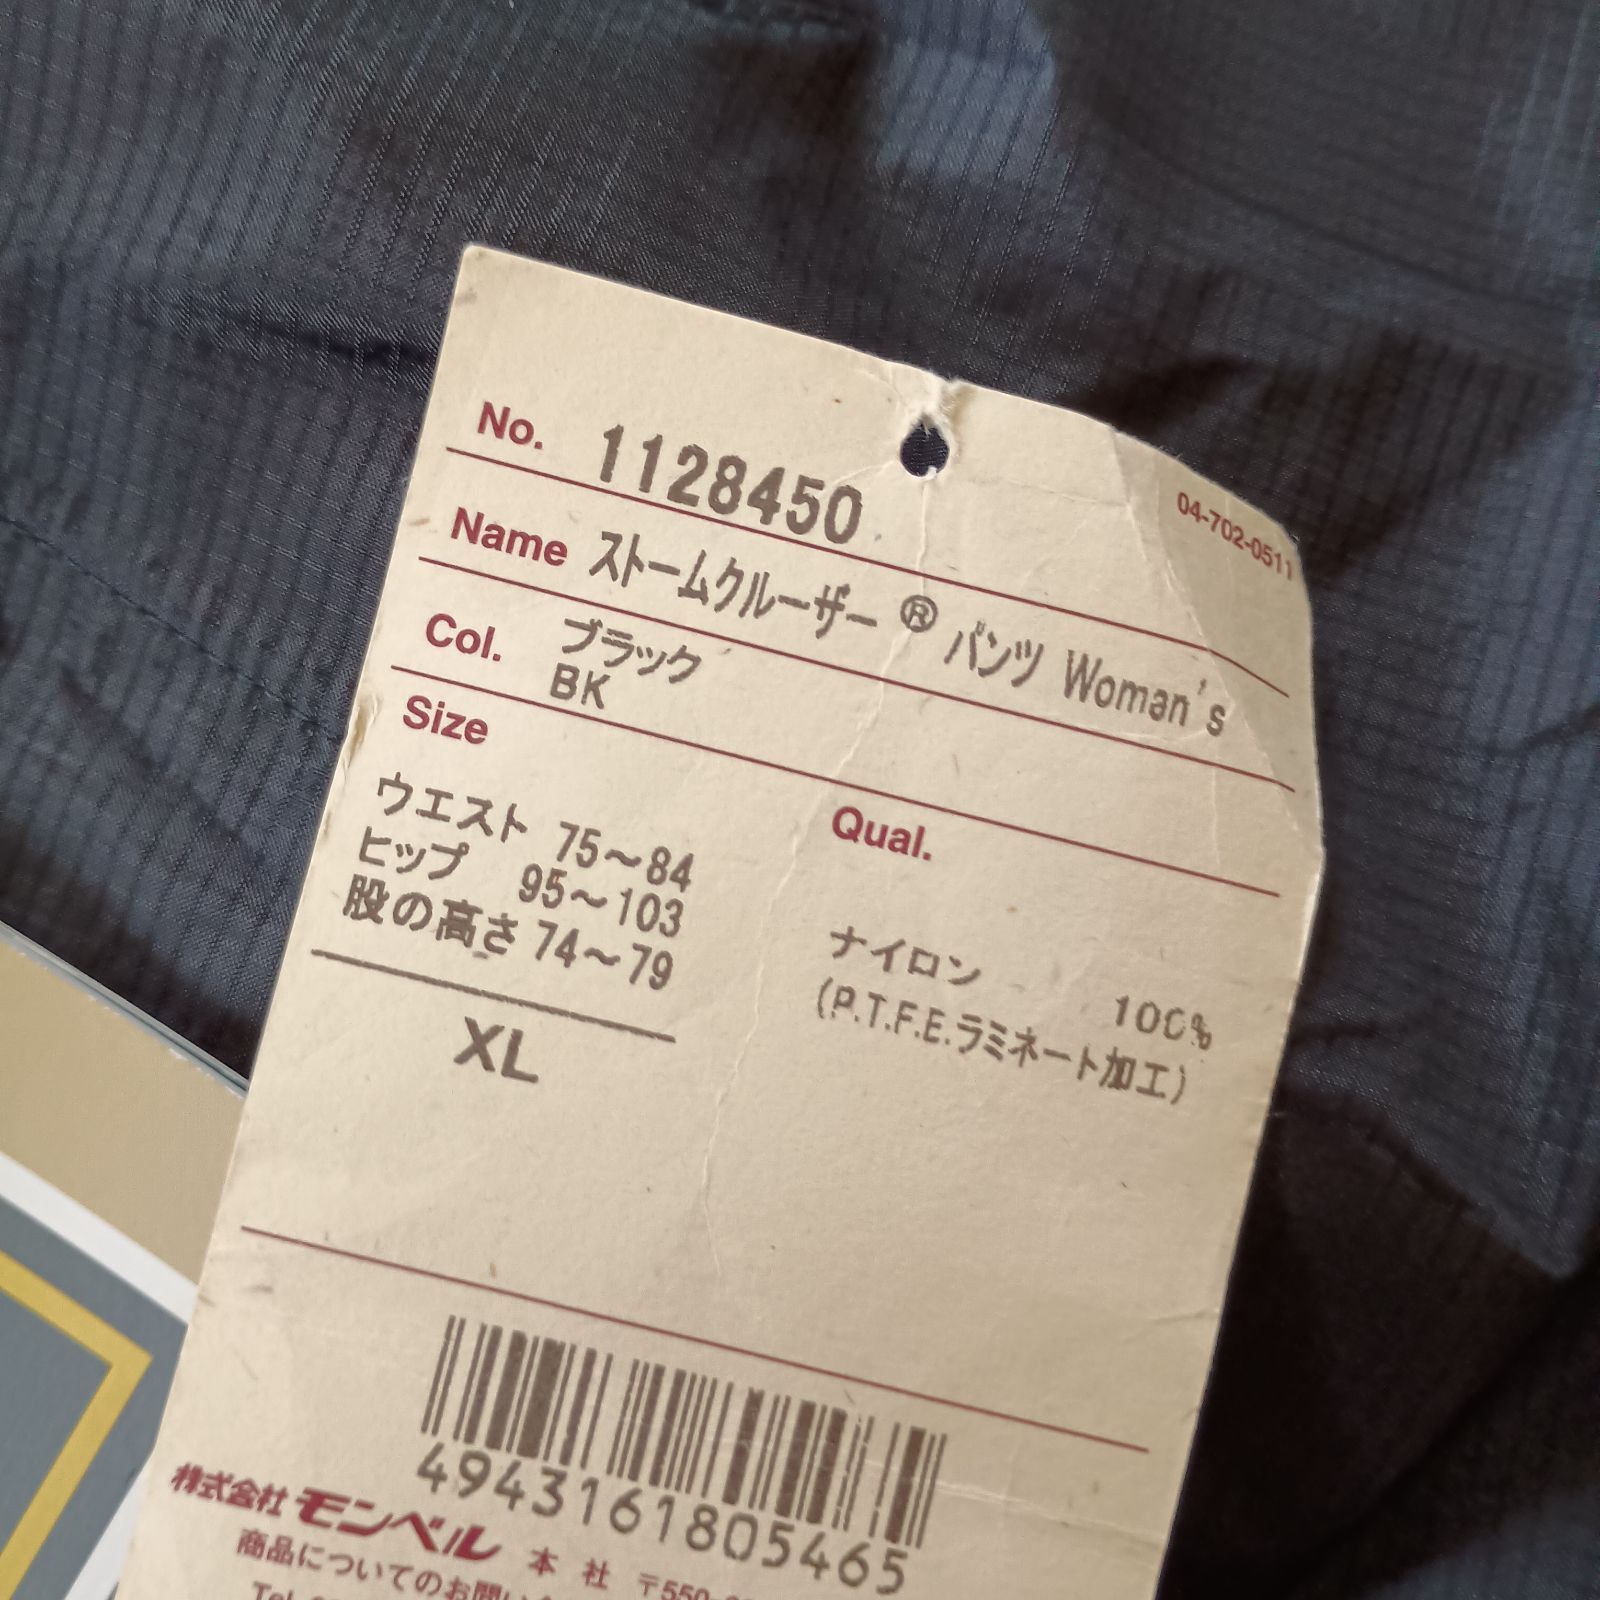 04-702-0511
No. 1128450
Name ストームクルーザー ® パンツ Woman's
Col. ブラック
BK
Size
Qual.
ウエスト 75～84
ヒップ 95～103
股の高さ 74～79
XL
ナイロン 100%
(P.T.F.E.ラミネート加工)
4943161805465
株式会社 モンベル 本社 〒550-
商品についてのお問い
Tel.